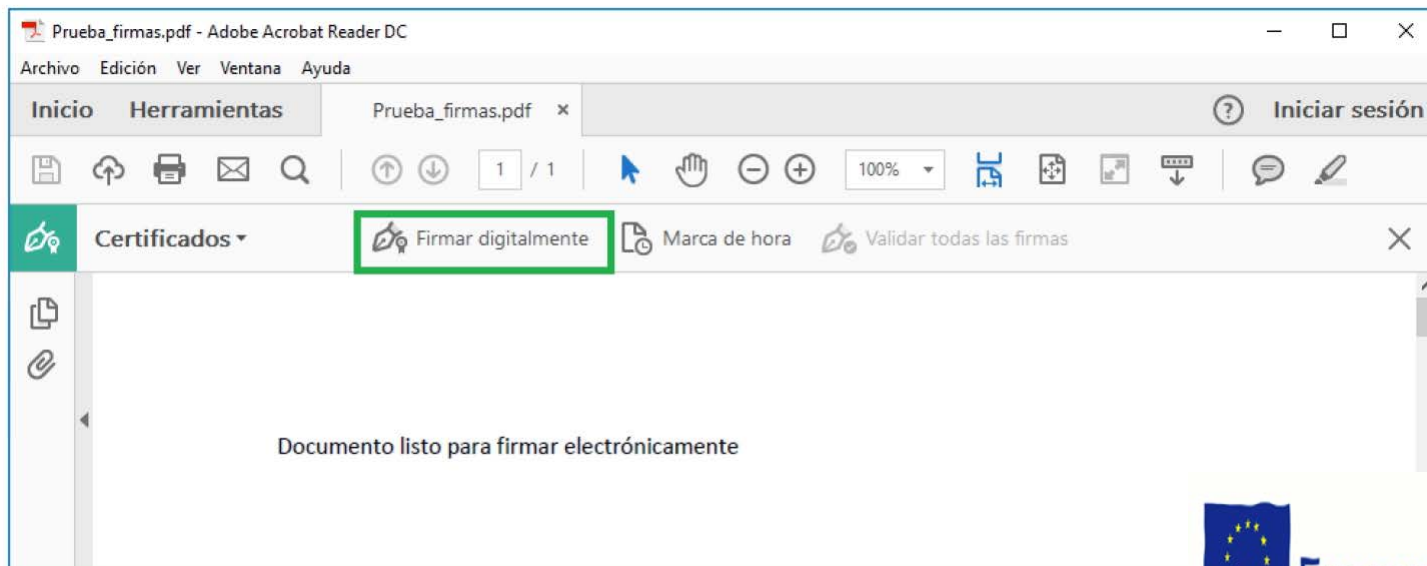 Prueba_firmas.pdf - Adobe Acrobat Reader DC
Archivo Edición Ver Ventana Ayuda
Inicio Herramientas Prueba_firmas.pdf × ? Iniciar sesión
1 / 1 100%
Certificados Firmar digitalmente Marca de hora Validar todas las firmas
Documento listo para firmar electrónicamente